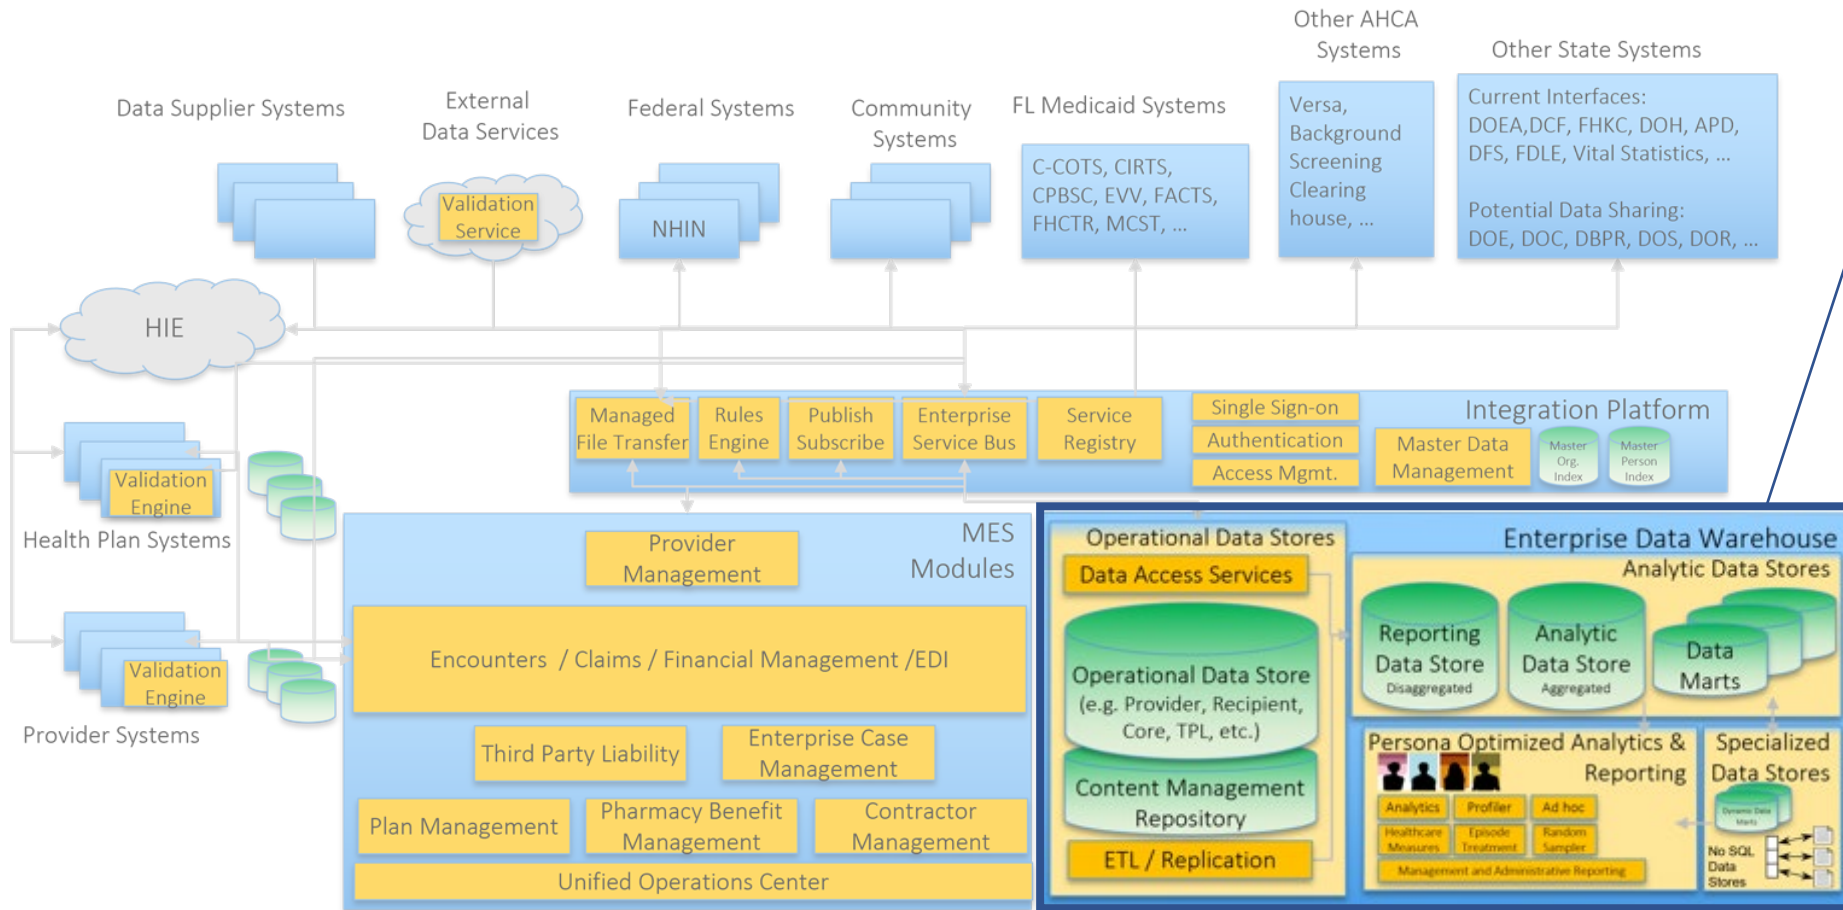 Other AHCA
Systems
Other State Systems
Data Supplier Systems
External
Data Services
Federal Systems
Community
Systems
FL Medicaid Systems
Versa,
Background
Screening
Clearing
house, ...
Current Interfaces:
DOEA,DCF, FHKC, DOH, APD,
DFS, FDLE, Vital Statistics, ...
Potential Data Sharing:
DOE, DOC, DBPR, DOS, DOR, ...
C-COTS, CIRTS,
CPBSC, EVV, FACTS,
FHCTR, MCST, ...
Validation
Service
NHIN
HIE
Managed
File Transfer
Rules
Engine
Publish
Subscribe
Enterprise
Service Bus
Service
Registry
Single Sign-on
Authentication
Access Mgmt.
Integration Platform
Master Data
Management
Master
Org.
Index
Master
Person
Index
Validation
Engine
Health Plan Systems
Validation
Engine
Provider Systems
MES
Modules
Provider
Management
Encounters / Claims / Financial Management /EDI
Third Party Liability
Enterprise Case
Management
Plan Management
Pharmacy Benefit
Management
Contractor
Management
Unified Operations Center
Operational Data Stores
Data Access Services
Operational Data Store
(e.g. Provider, Recipient,
Core, TPL, etc.)
Content Management
Repository
ETL / Replication
Enterprise Data Warehouse
Analytic Data Stores
Reporting
Data Store
Disaggregated
Analytic
Data Store
Aggregated
Data
Marts
Persona Optimized Analytics &
Reporting
Analytics
Profiler
Ad hoc
Healthcare
Measures
Episode
Treatment
Random
Sampler
Management and Administrative Reporting
Specialized
Data Stores
Dynamic Data
Marts
No SQL
Data
Stores